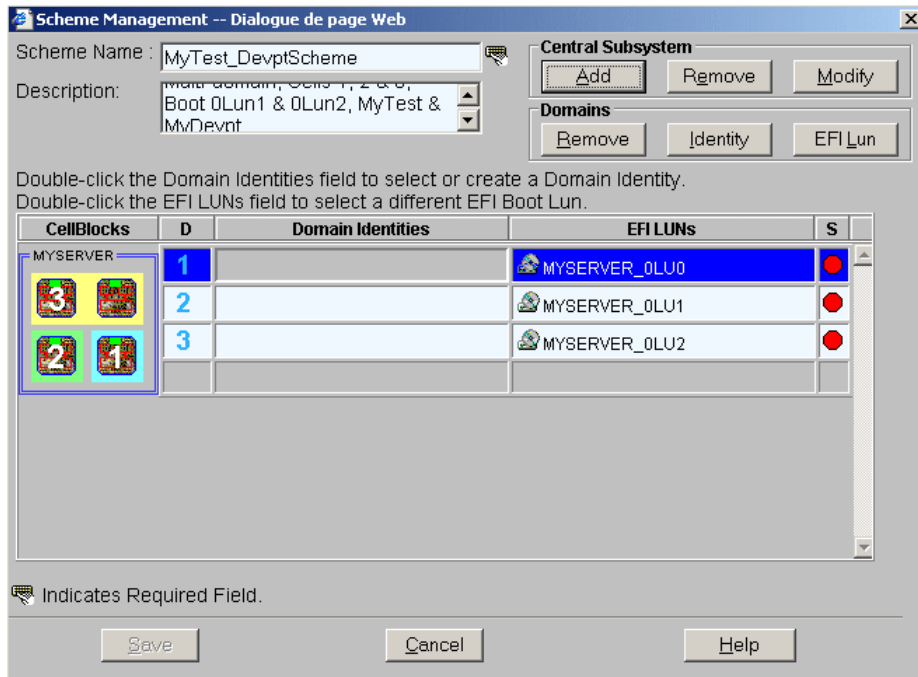 Scheme Management -- Dialogue de page Web
Scheme Name : MyTest_DevptScheme
Description:
Boot 0Lun1 & 0Lun2, MyTest &
MyDevpt
Central Subsystem
Add Remove Modify
Domains
Remove Identity EFI Lun
Double-click the Domain Identities field to select or create a Domain Identity.
Double-click the EFI LUNs field to select a different EFI Boot Lun.
CellBlocks D Domain Identities EFI LUNs S
MYSERVER
3
2 1
1 MYSERVER_0LU0
2 MYSERVER_0LU1
3 MYSERVER_0LU2
Indicates Required Field.
Save Cancel Help